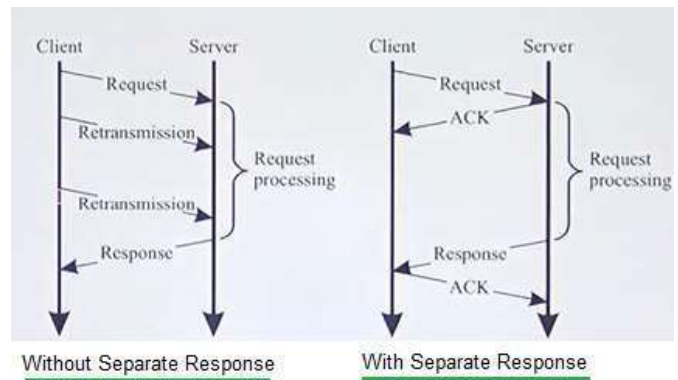 Client Server
Request
Retransmission
Request
processing
Retransmission
Response
Without Separate Response
Client Server
Request
ACK
Request
processing
Response
ACK
With Separate Response